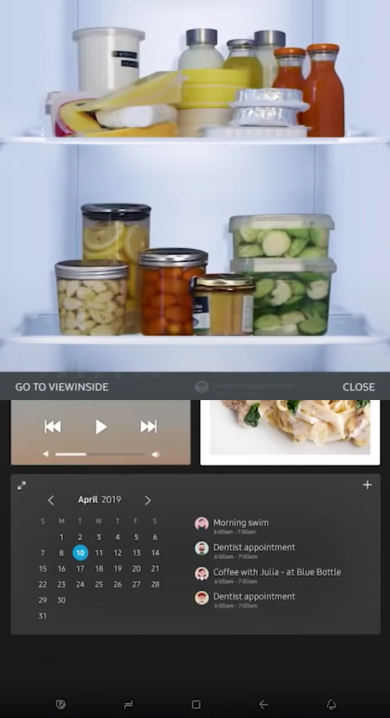 GO TO VIEWINSIDE CLOSE
April 2019
S M T W T F S
1 2 3 4 5 6
7 8 10 11 12 13 14
15 16 17 18 19 20 21
22 23 24 25 26 27 28
29 30
31
Morning swim
6:00am - 7:00am
Dentist appointment
6:00am - 7:00am
Coffee with Julia - at Blue Bottle
6:00am - 7:00am
Dentist appointment
6:00am - 7:00am